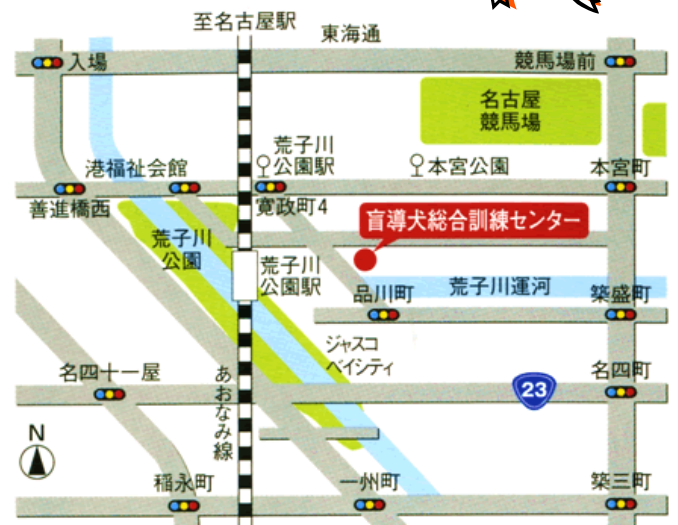 至名古屋駅
東海通
入場
競馬場前
名古屋
競馬場
荒子川
公園駅
本宮公園
港福祉会館
本宮町
善進橋西
寛政町4
盲導犬総合訓練センター
荒子川
公園
荒子川
公園駅
荒子川運河
品川町
築盛町
ジャスコ
ベイシティ
名四十一屋
あおなみ線
23
名四町
N
稲永町
一州町
築三町